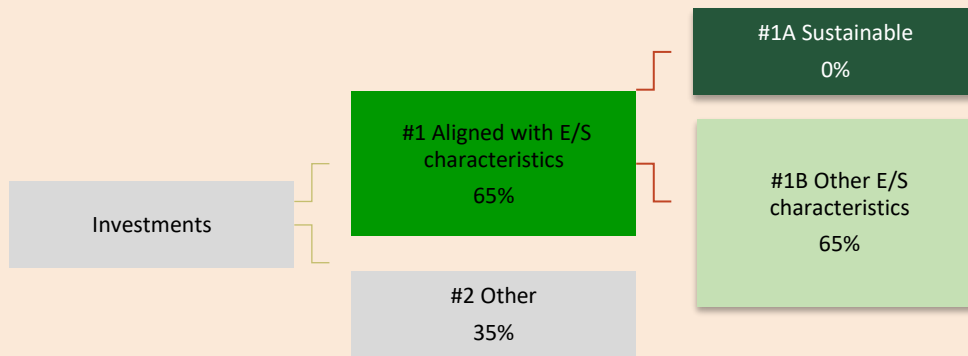 Investments
#1 Aligned with E/S
characteristics
65%
#2 Other
35%
#1A Sustainable
0%
#1B Other E/S
characteristics
65%